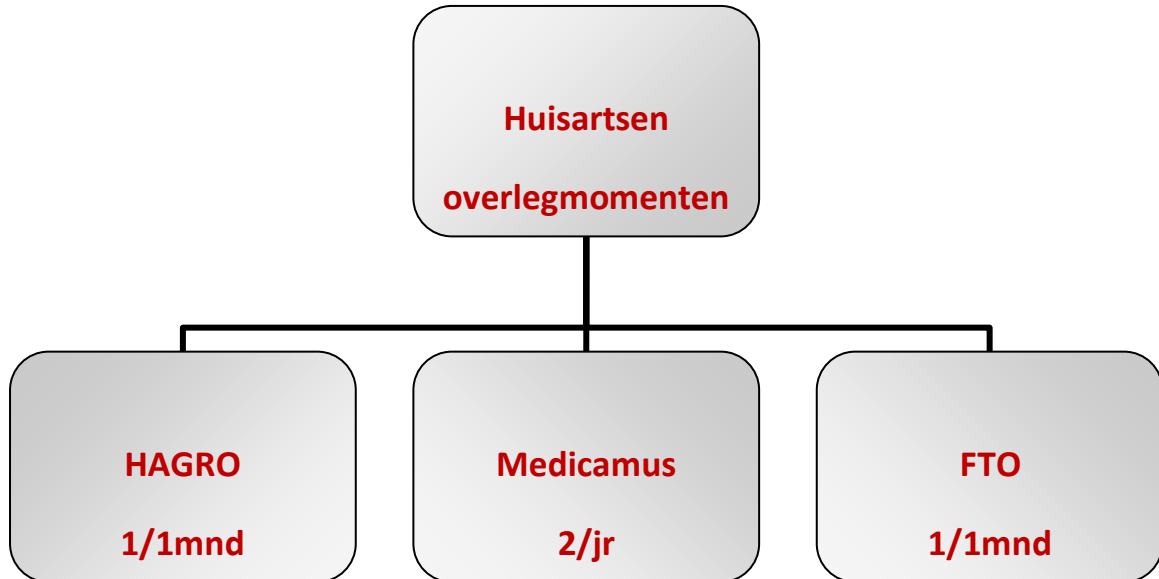 Huisartsen
overlegmomenten
HAGRO
1/1mnd
Medicamus
2/jr
FTO
1/1mnd